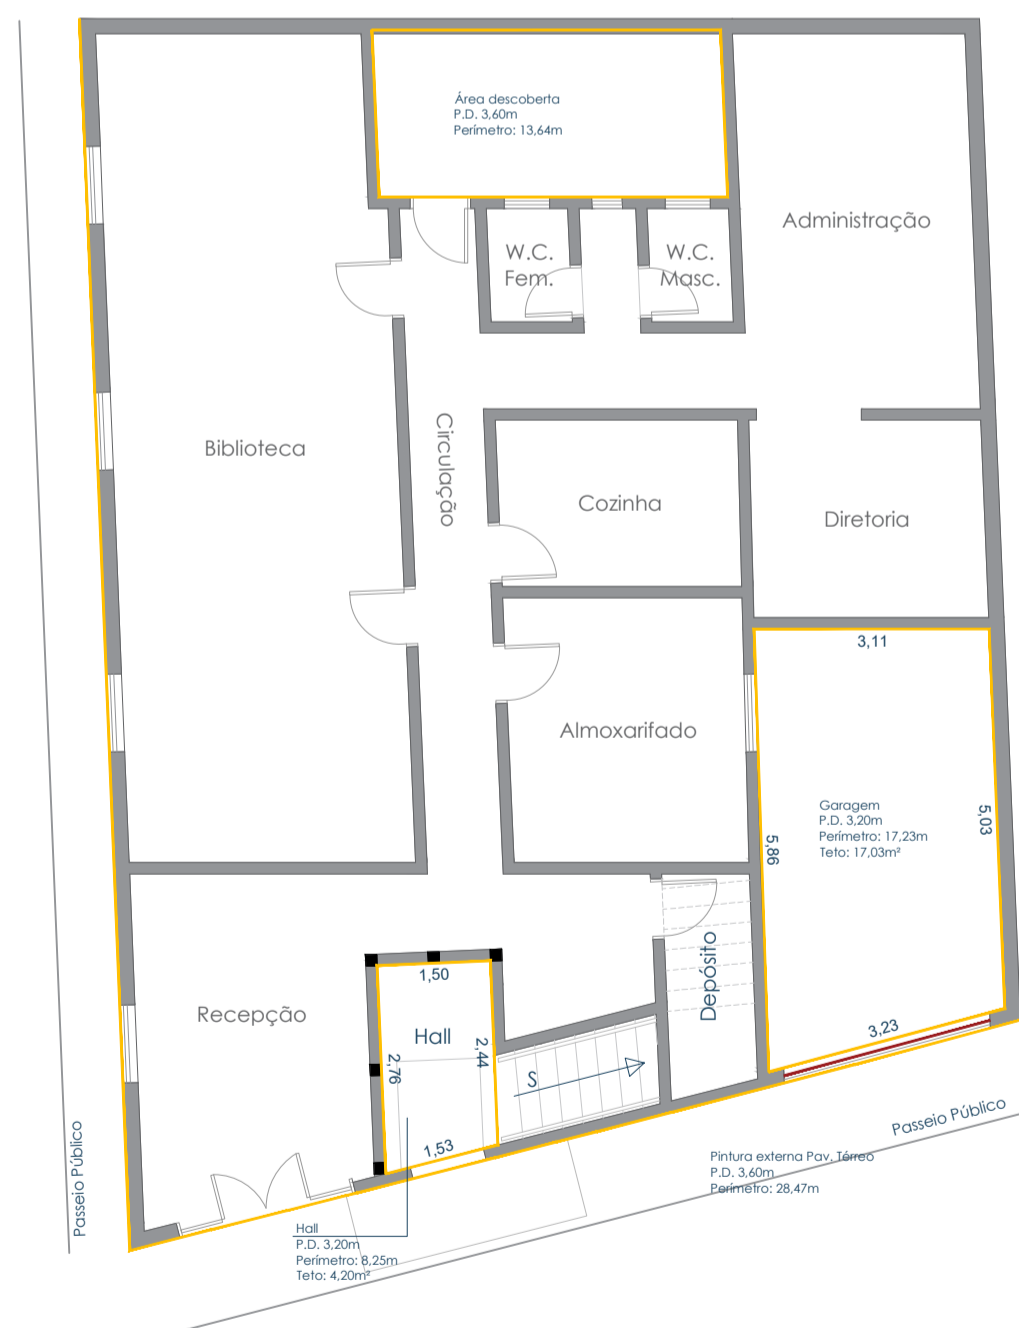 Área descoberta
P.D. 3,60m
Perímetro: 13,64m
Administração
W.C.
Fem.
W.C.
Masc.
Biblioteca
Circulação
Cozinha
Diretoria
3,11
Almoxarifado
Garagem
P.D. 3,20m
Perímetro: 17,23m
Teto: 17,03m²
5,03
5,86
Depósito
1,50
Recepção
Hall
2,76
2,44
S
3,23
1,53
Passeio Público
Passeio Público
Pintura externa Pav. Térreo
P.D. 3,60m
Perímetro: 28,47m
Hall
P.D. 3,20m
Perímetro: 8,25m
Teto: 4,20m²